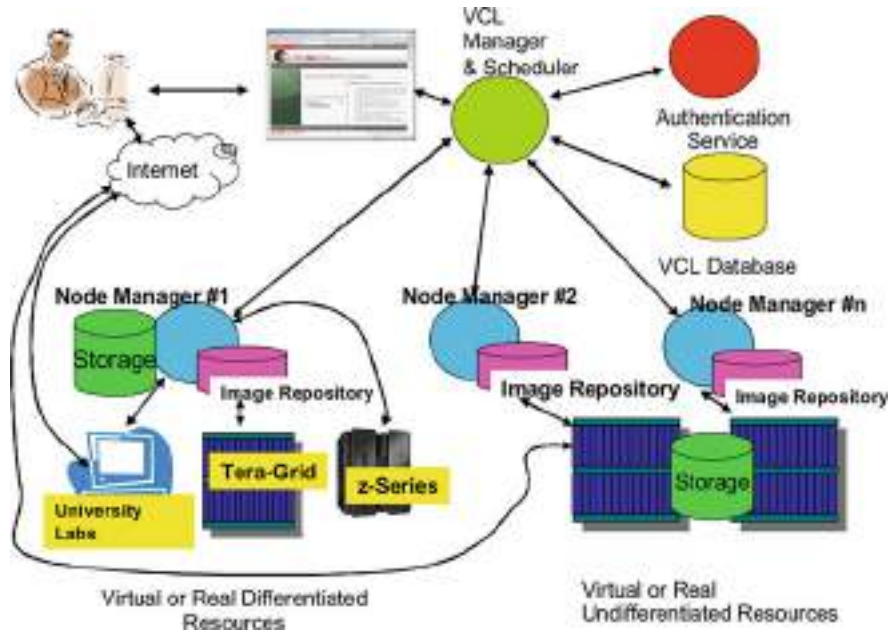 VCL
Manager
& Scheduler
Authentication
Service
Internet
VCL Database
Node Manager #1
Node Manager #2
Node Manager #n
Storage
Image Repository
Image Repository
Image Repository
Tera-Grid
z-Series
Storage
University
Labs
Virtual or Real Differentiated
Resources
Virtual or Real
Undifferentiated Resources